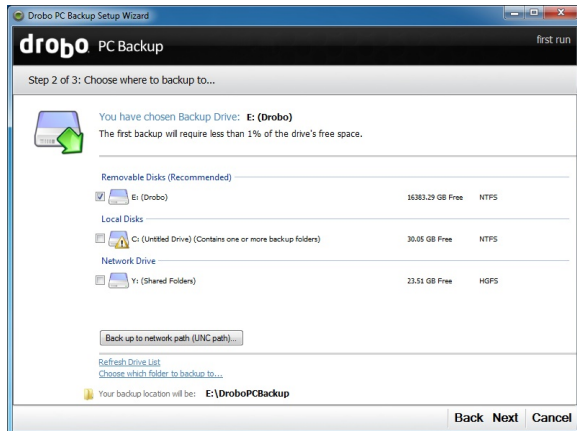 Drobo PC Backup Setup Wizard
drobo PC Backup
first run
Step 2 of 3: Choose where to backup to...
You have chosen Backup Drive: E: (Drobo)
The first backup will require less than 1% of the drive's free space.
Removable Disks (Recommended)
E: (Drobo) 16383.29 GB Free NTFS
Local Disks
C: (Untitled Drive) (Contains one or more backup folders) 30.05 GB Free NTFS
Network Drive
Y: (Shared Folders) 23.51 GB Free HGFS
Back up to network path (UNC path)...
Refresh Drive List
Choose which folder to backup to...
Your backup location will be: E:\DroboPCBackup
Back Next Cancel